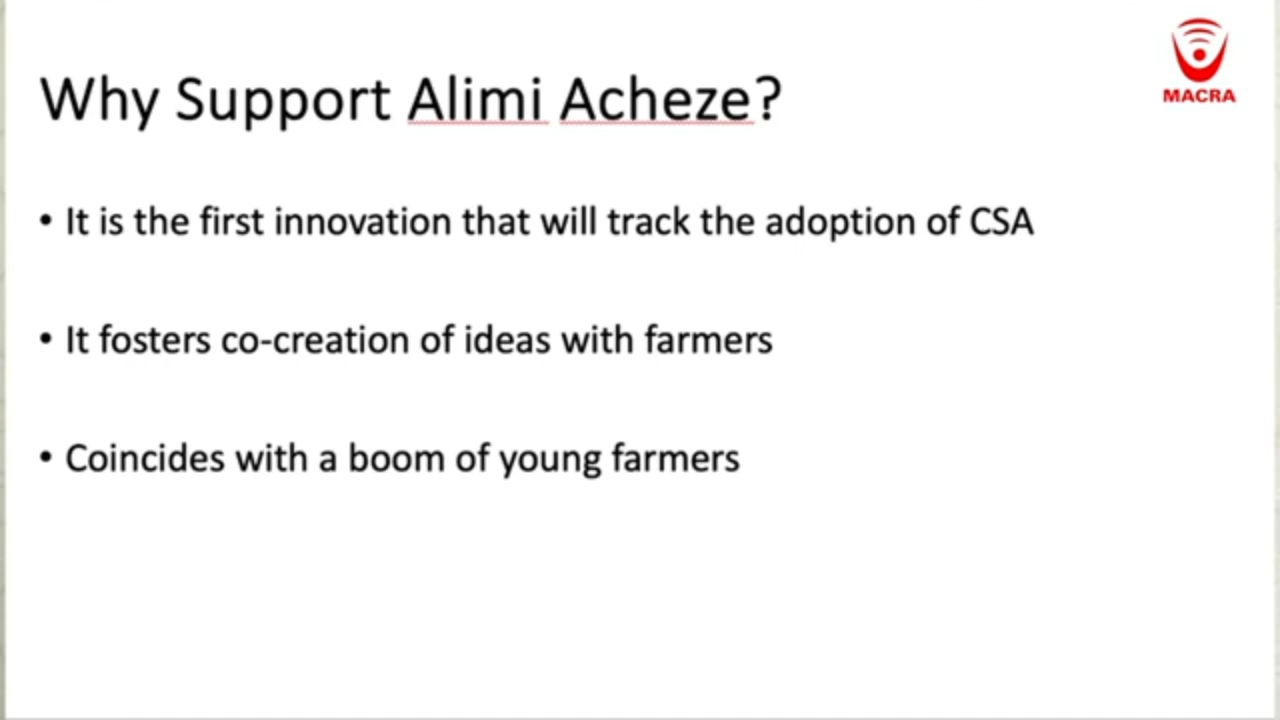 MACRA
Why Support Alimi Acheze?
• It is the first innovation that will track the adoption of CSA
• It fosters co-creation of ideas with farmers
• Coincides with a boom of young farmers